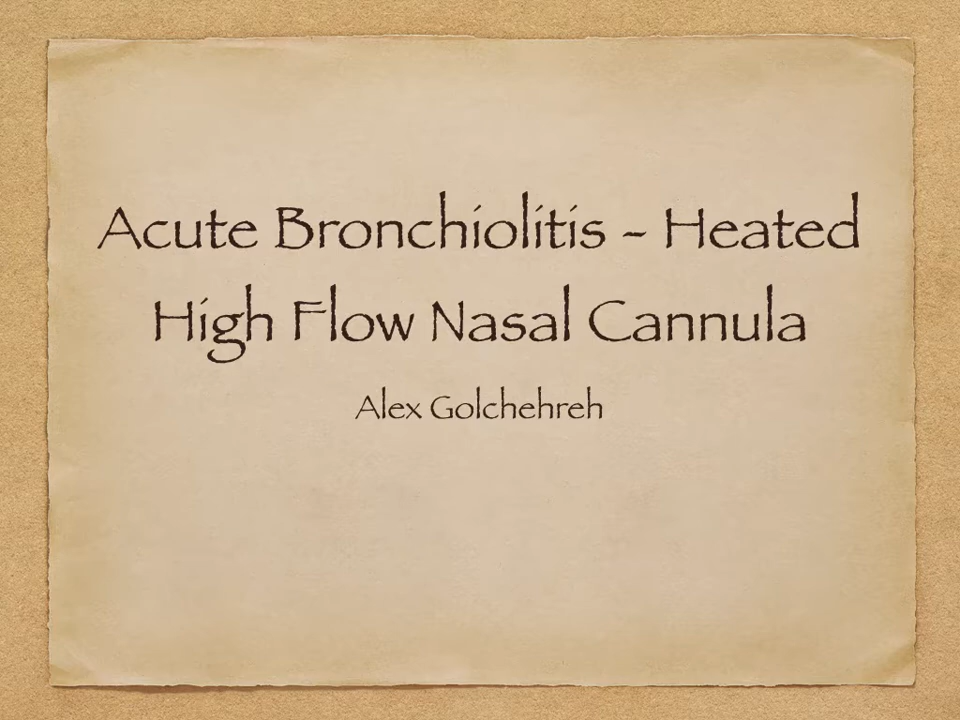 Acute Bronchiolitis - Heated
High Flow Nasal Cannula
Alex Golchehreh